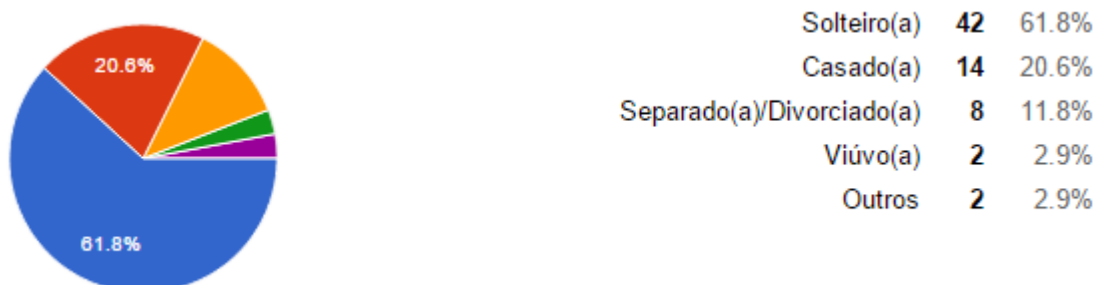 20.6%
61.8%
Solteiro(a) 42 61.8%
Casado(a) 14 20.6%
Separado(a)/Divorciado(a) 8 11.8%
Viúvo(a) 2 2.9%
Outros 2 2.9%